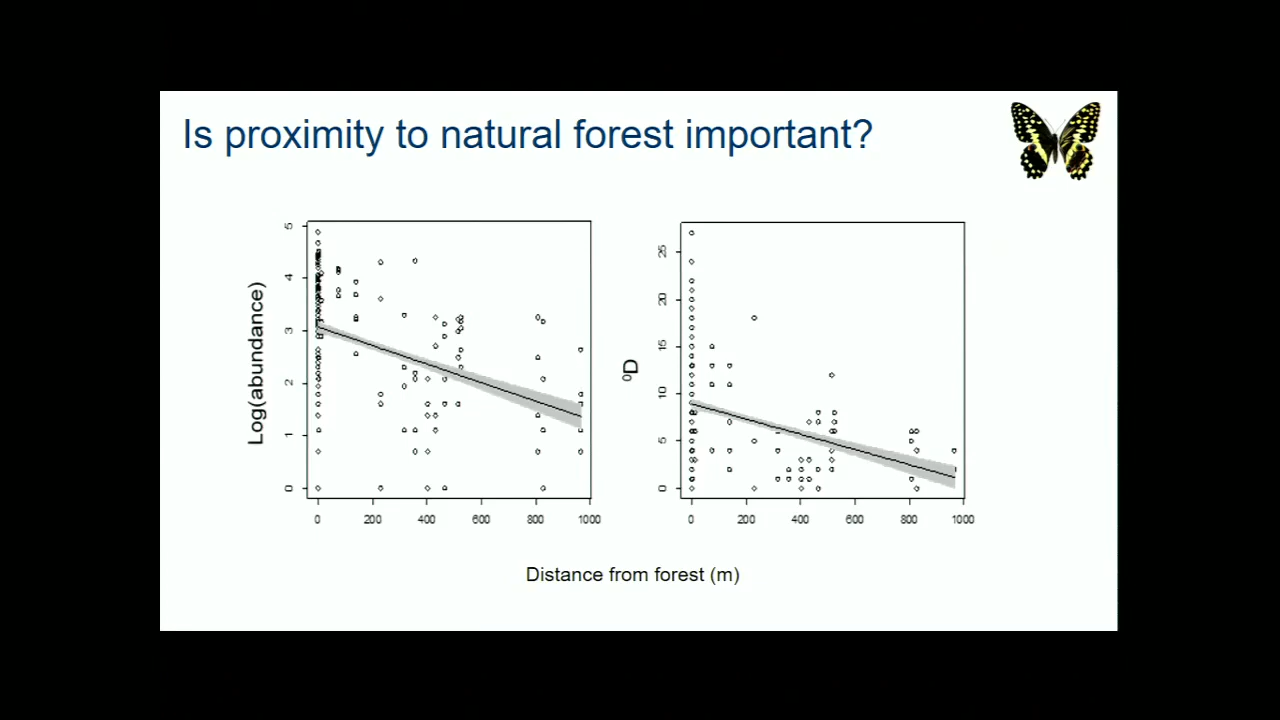 Is proximity to natural forest important?
Log(abundance)
5
4
3
2
1
0
0 200 400 600 800 1000
⁰D
25
20
15
10
5
0
0 200 400 600 800 1000
Distance from forest (m)